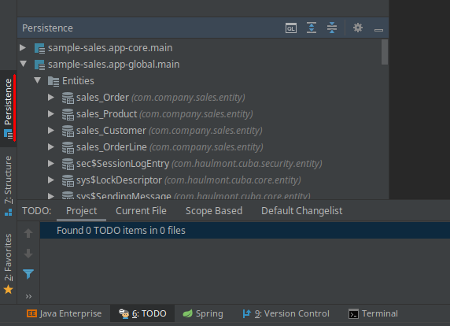 Persistence
sample-sales.app-core.main
sample-sales.app-global.main
Entities
sales_Order (com.company.sales.entity)
sales_Product (com.company.sales.entity)
sales_Customer (com.company.sales.entity)
sales_OrderLine (com.company.sales.entity)
sec$SessionLogEntry (com.haulmont.cuba.security.entity)
sys$LockDescriptor (com.haulmont.cuba.core.entity)
sys$SendingMessage (com.haulmont.cuba.core.entity)
Persistence
Z: Structure
2: Favorites
TODO: Project Current File Scope Based Default Changelist
Found 0 TODO items in 0 files
Java Enterprise 6: TODO Spring 9: Version Control Terminal